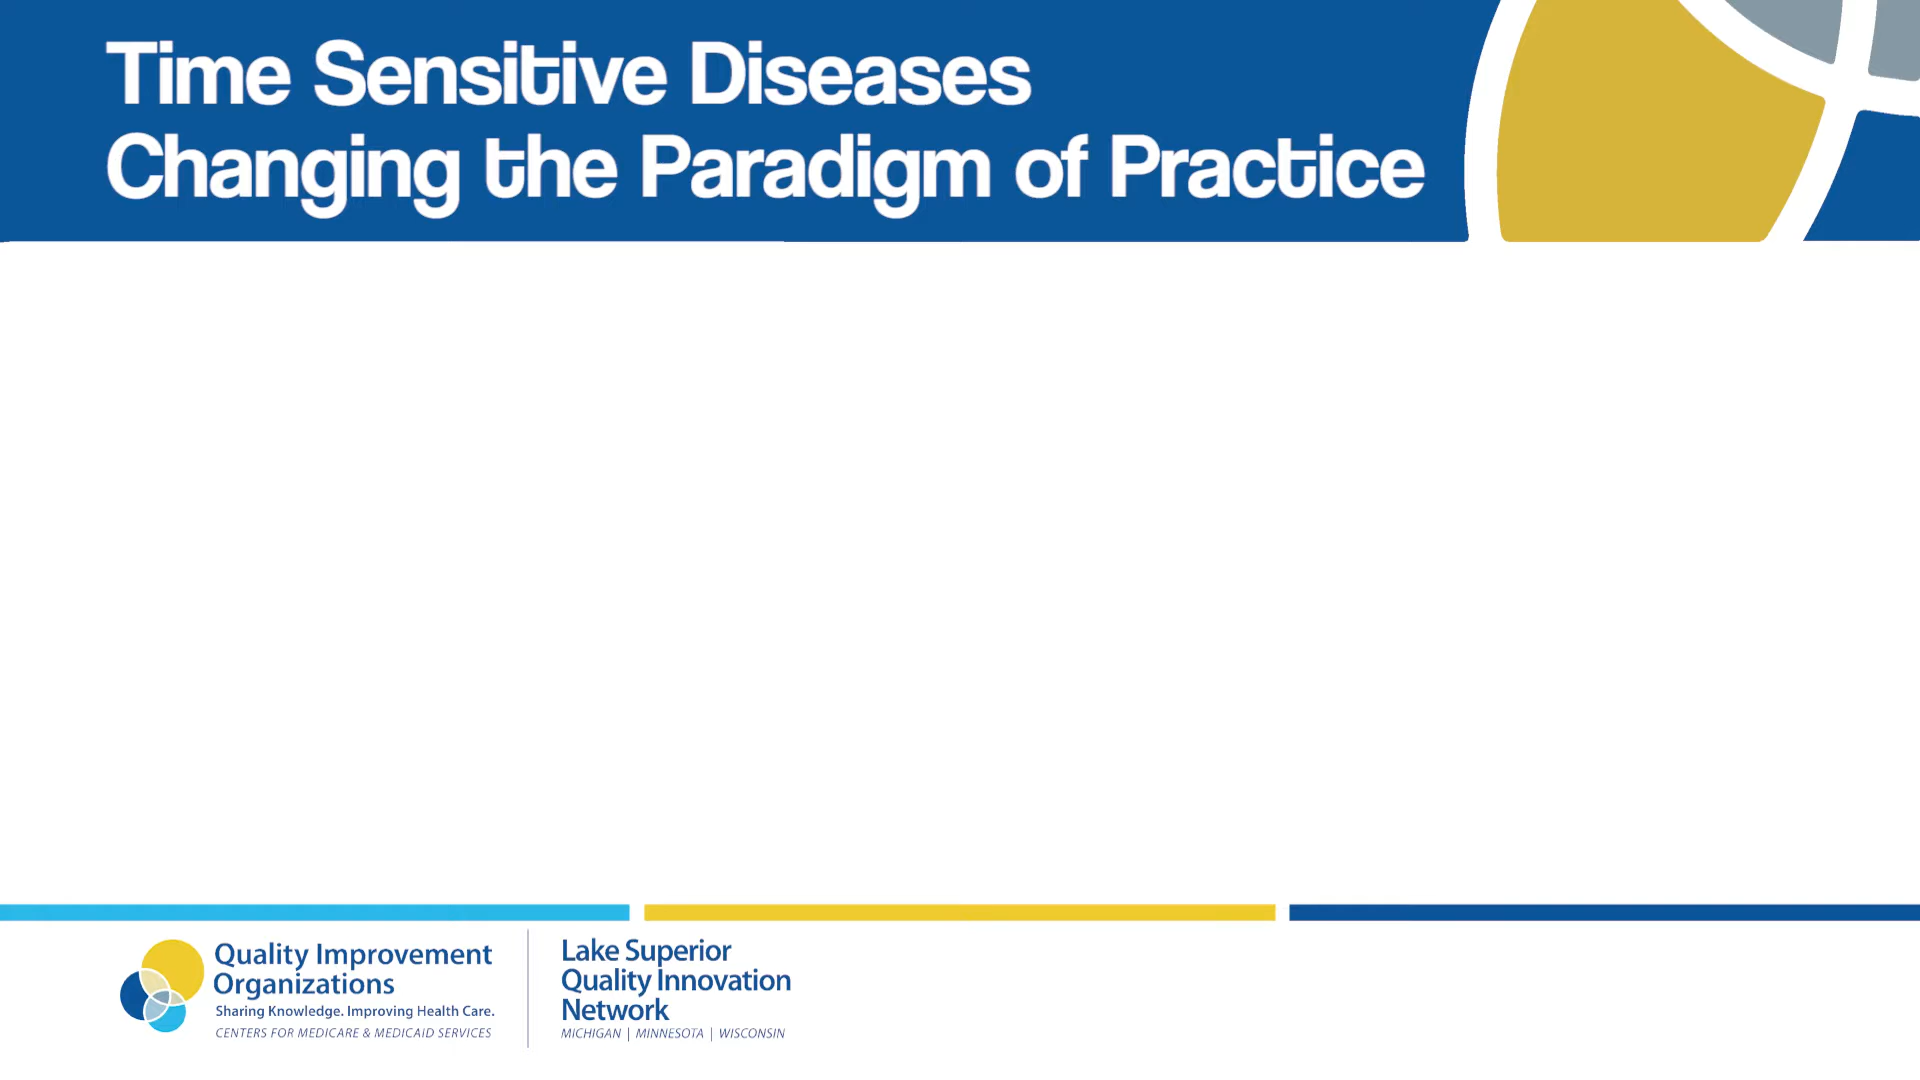 Time Sensitive Diseases
Changing the Paradigm of Practice
Quality Improvement
Organizations
Sharing Knowledge. Improving Health Care.
CENTERS FOR MEDICARE & MEDICAID SERVICES
Lake Superior
Quality Innovation
Network
MICHIGAN | MINNESOTA | WISCONSIN